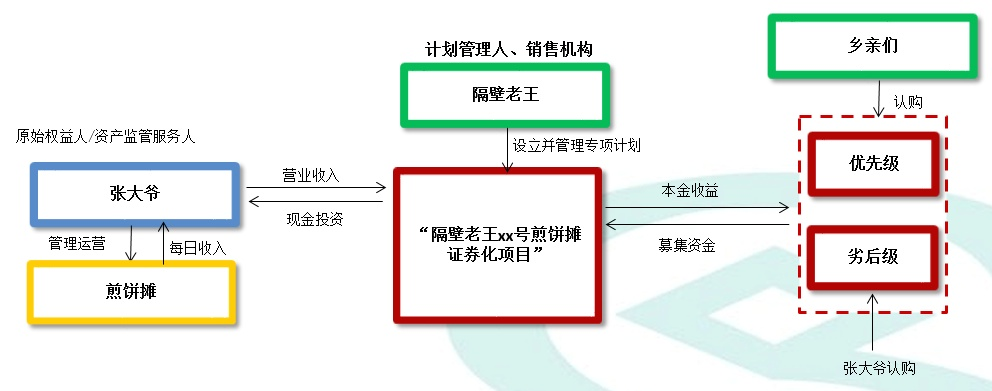 乡亲们
计划管理人、销售机构
隔壁老王
认购
原始权益人/资产监管服务人
设立并管理专项计划
优先级
张大爷
营业收入
现金投资
本金收益
募集资金
“隔壁老王xx号煎饼摊
证券化项目”
管理运营
每日收入
劣后级
煎饼摊
张大爷认购